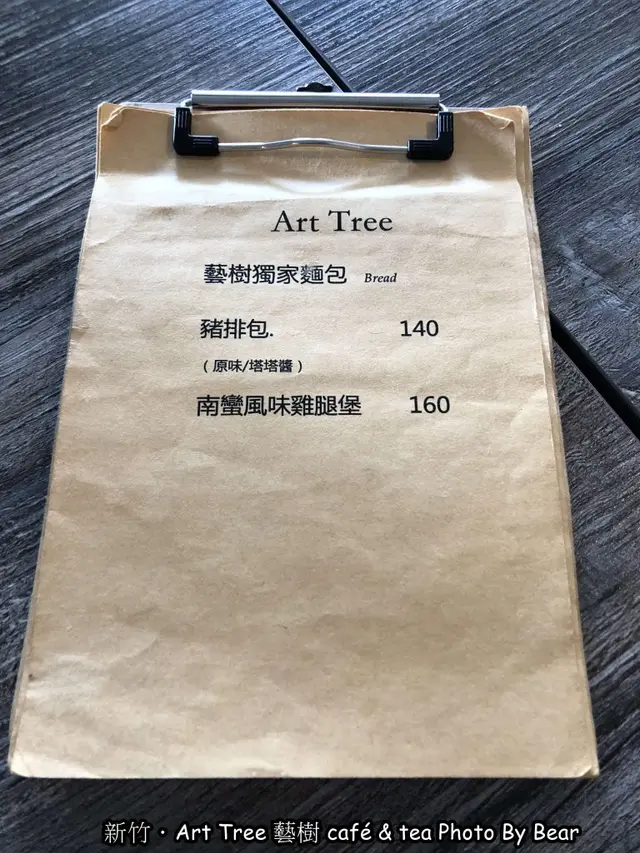 Art Tree
藝樹獨家麵包 Bread
豬排包. 140
(原味/塔塔醬)
南蠻風味雞腿堡 160
新竹・Art Tree 藝樹 café & tea Photo By Bear